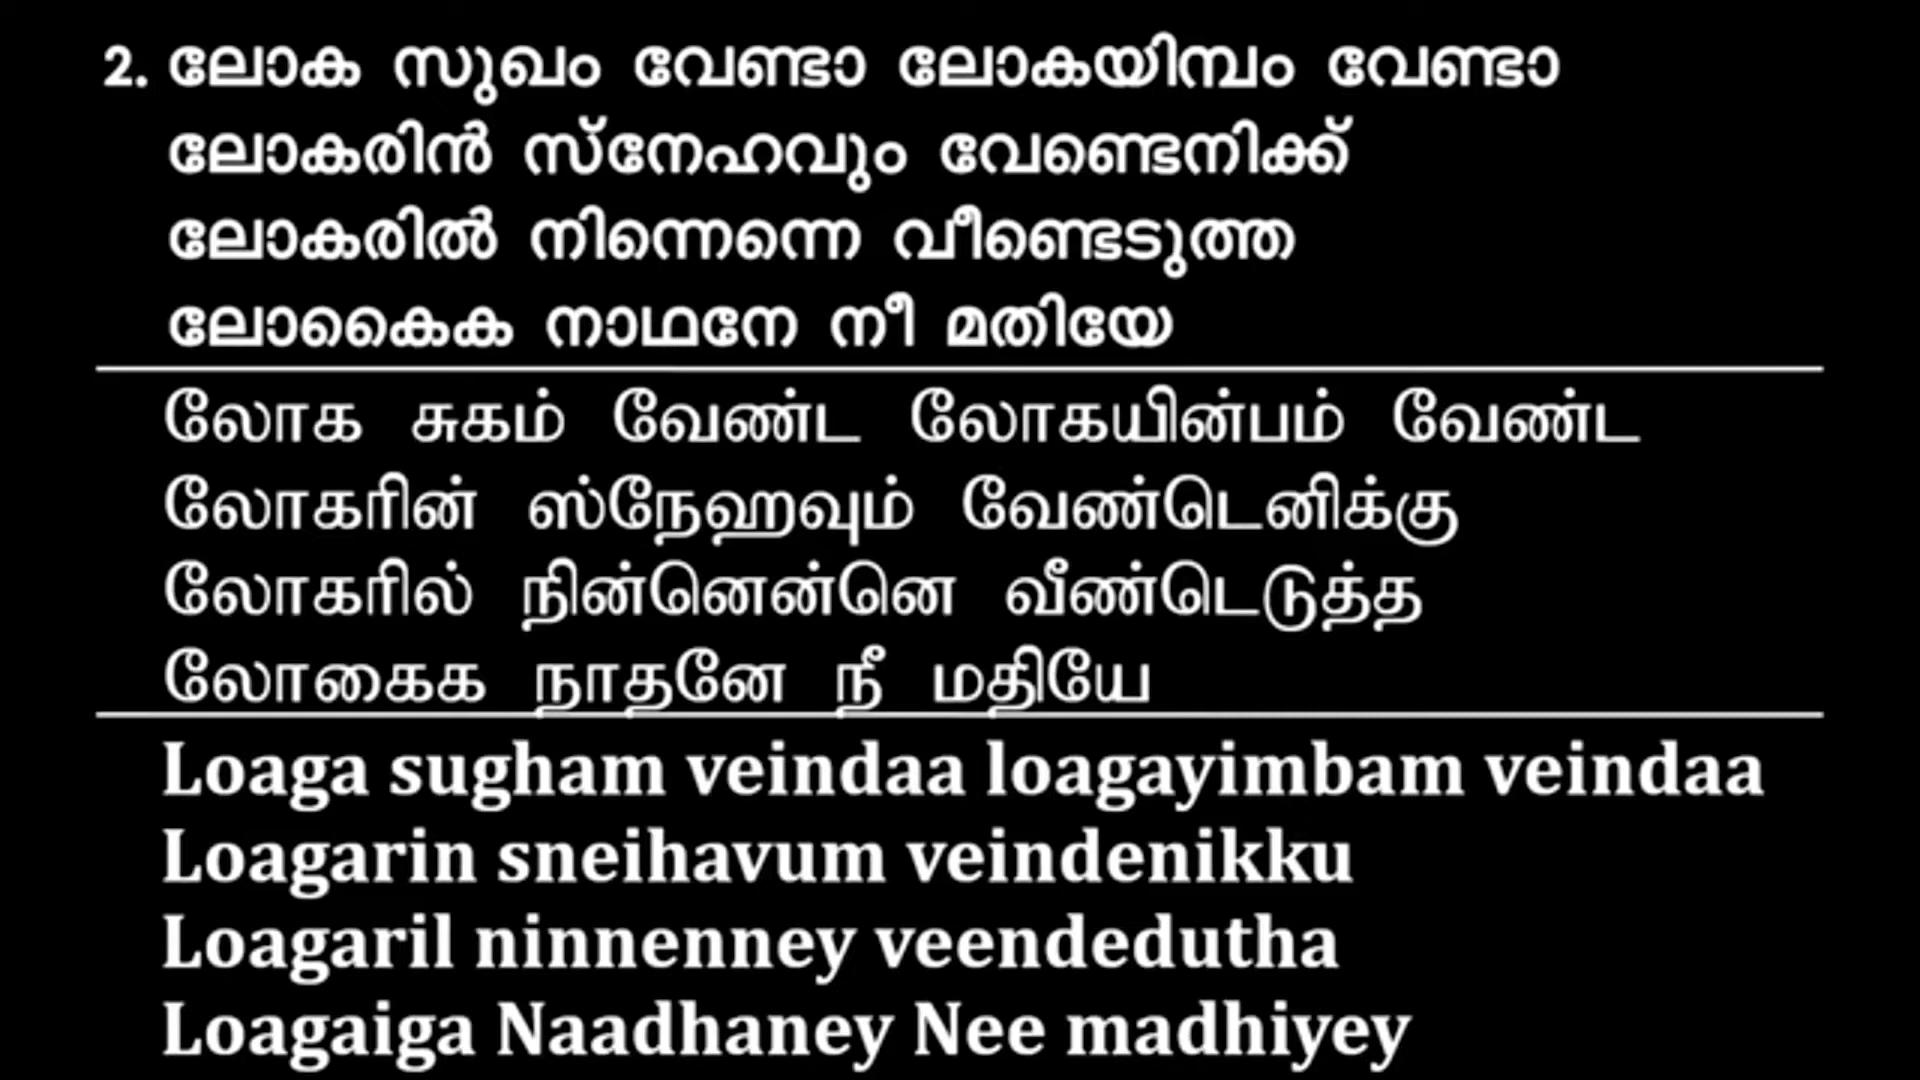 2. ലോക സുഖം വേണ്ടാ ലോകയിമ്പം വേണ്ടാ
ലോകരിൻ സ്നേഹവും വേണ്ടെനിക്ക്
ലോകരിൽ നിന്നെന്നെ വീണ്ടെടുത്ത
ലോകൈക നാഥനേ നീ മതിയേ
லோக சுகம் வேண்ட லோகயின்பம் வேண்ட
லோகரின் ஸ்நேஹவும் வேண்டெனிக்கு
லோகரில் நின்னென்னெ வீண்டெடுத்த
லோகைக நாதனே நீ மதியே
Loaga sugham veindaa loagayimbam veindaa
Loagarin sneihavum veindenikku
Loagaril ninnenney veendedutha
Loagaiga Naadhaney Nee madhiyey